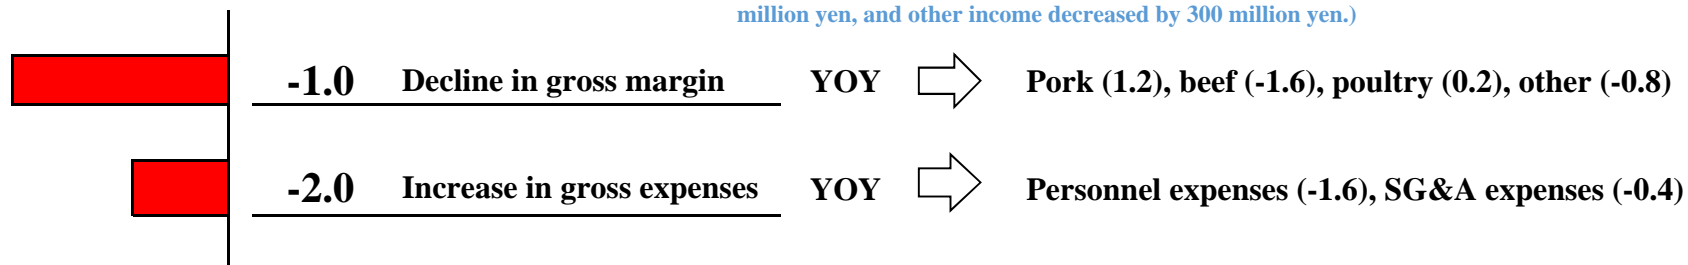 million yen, and other income decreased by 300 million yen.)
-1.0 Decline in gross margin YOY Pork (1.2), beef (-1.6), poultry (0.2), other (-0.8)
-2.0 Increase in gross expenses YOY Personnel expenses (-1.6), SG&A expenses (-0.4)